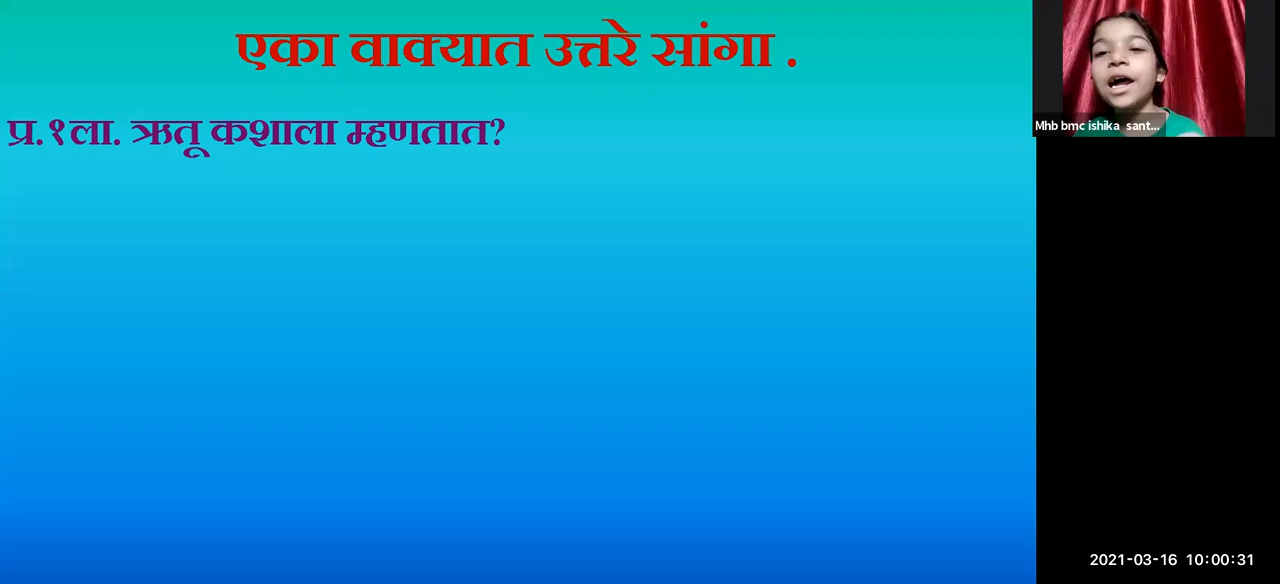 एका वाक्यात उत्तरे सांगा .
प्र.१ला. ऋतू कशाला म्हणतात?
Mhb bmc ishika sant...
2021-03-16 10:00:31